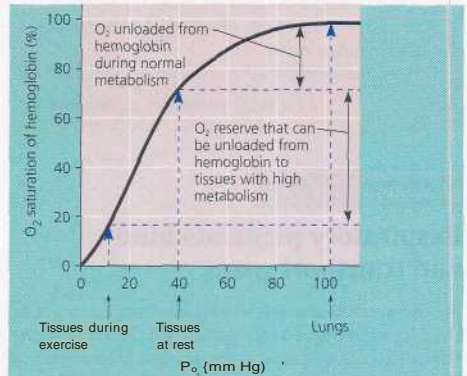 O₂ saturation of hemoglobin (%)
100
80
60
40
20
0
O₂ unloaded from
hemoglobin
during normal
metabolism
O₂ reserve that can
be unloaded from
hemoglobin to
tissues with high
metabolism
0 20 40 60 80 100
Tissues during
exercise
Tissues
at rest
Lungs
Po₂ (mm Hg)